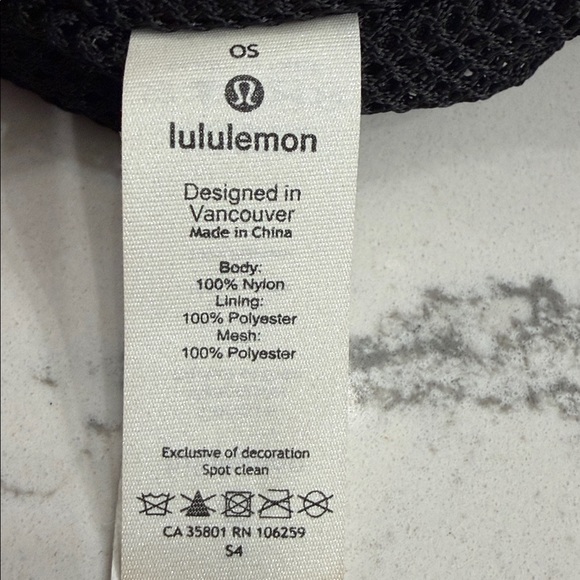 OS
lululemon
Designed in
Vancouver
Made in China
Body:
100% Nylon
Lining:
100% Polyester
Mesh:
100% Polyester
Exclusive of decoration
Spot clean
CA 35801 RN 106259
S4